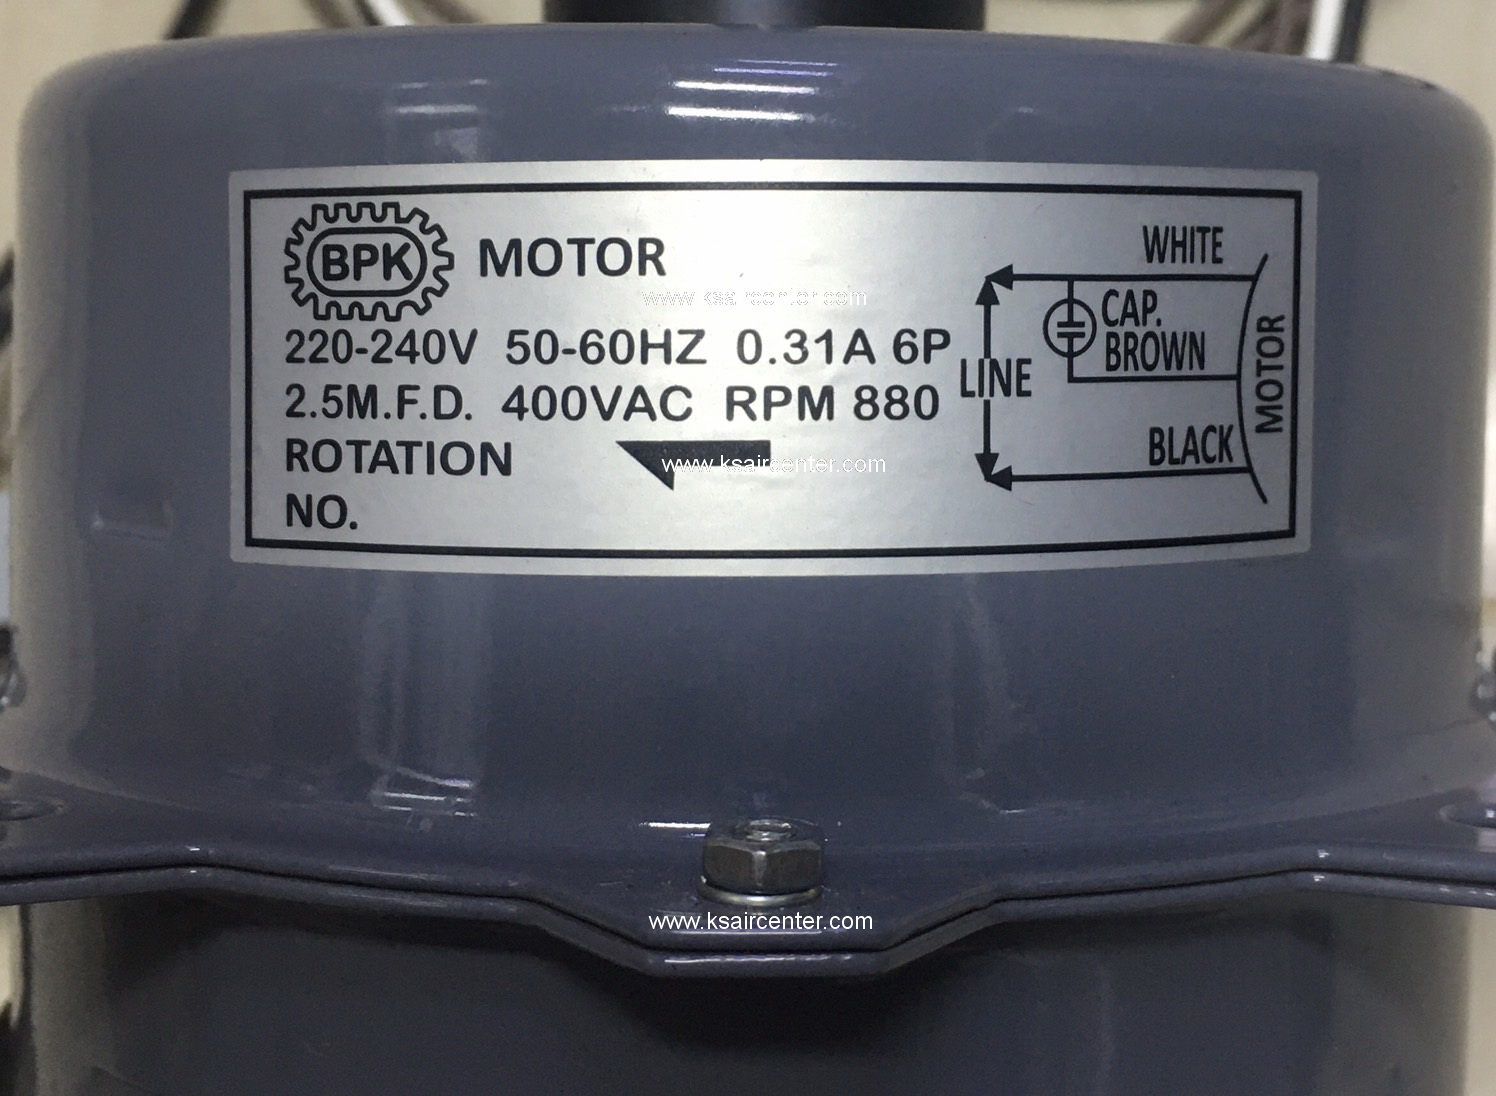 BPK MOTOR
www.ksaircenter.com
220-240V 50-60HZ 0.31A 6P
2.5M.F.D. 400VAC RPM 880
ROTATION
www.ksaircenter.com
NO.
WHITE
CAP.
BROWN
LINE
MOTOR
BLACK
www.ksaircenter.com